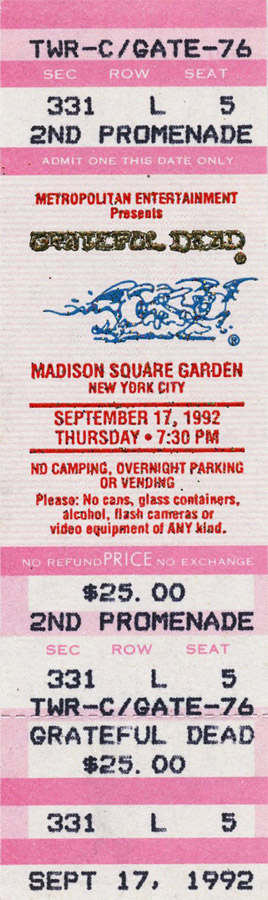 TWR-C/GATE-76
SEC ROW SEAT
331 L 5
2ND PROMENADE
ADMIT ONE THIS DATE ONLY
METROPOLITAN ENTERTAINMENT
Presents
GRATEFUL DEAD®
®
MADISON SQUARE GARDEN
NEW YORK CITY
SEPTEMBER 17, 1992
THURSDAY • 7:30 PM
NO CAMPING, OVERNIGHT PARKING
OR VENDING
Please: No cans, glass containers,
alcohol, flash cameras or
video equipment of ANY kind.
NO REFUND PRICE NO EXCHANGE
$25.00
2ND PROMENADE
SEC ROW SEAT
331 L 5
TWR-C/GATE-76
GRATEFUL DEAD
$25.00
331 L 5
SEPT 17, 1992